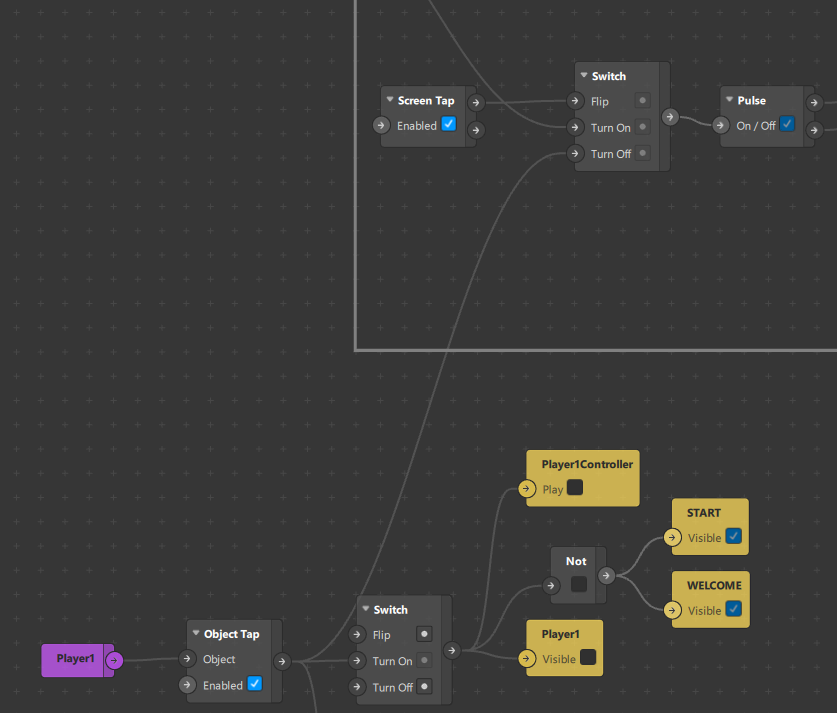 Switch
Screen Tap
Flip
Pulse
Enabled
Turn On
On / Off
Turn Off
Player1Controller
Play
START
Visible
Not
WELCOME
Visible
Switch
Player1
Object Tap
Flip
Player1
Object
Turn On
Visible
Enabled
Turn Off